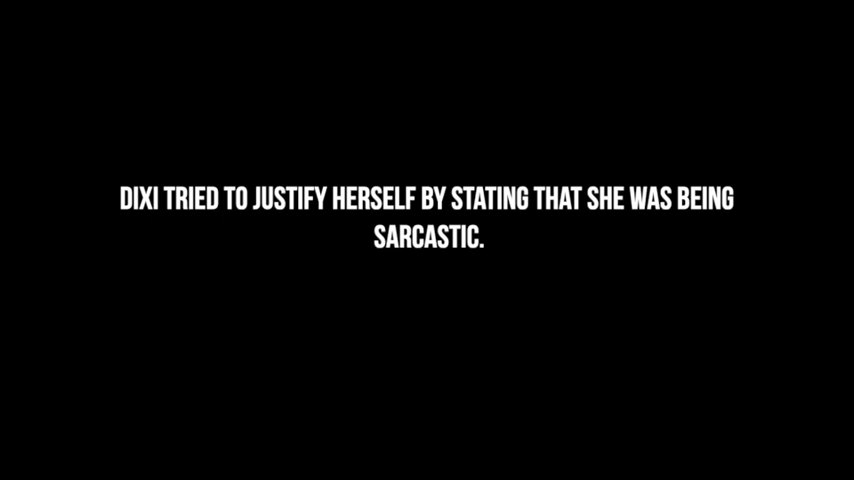 DIXI TRIED TO JUSTIFY HERSELF BY STATING THAT SHE WAS BEING
SARCASTIC.